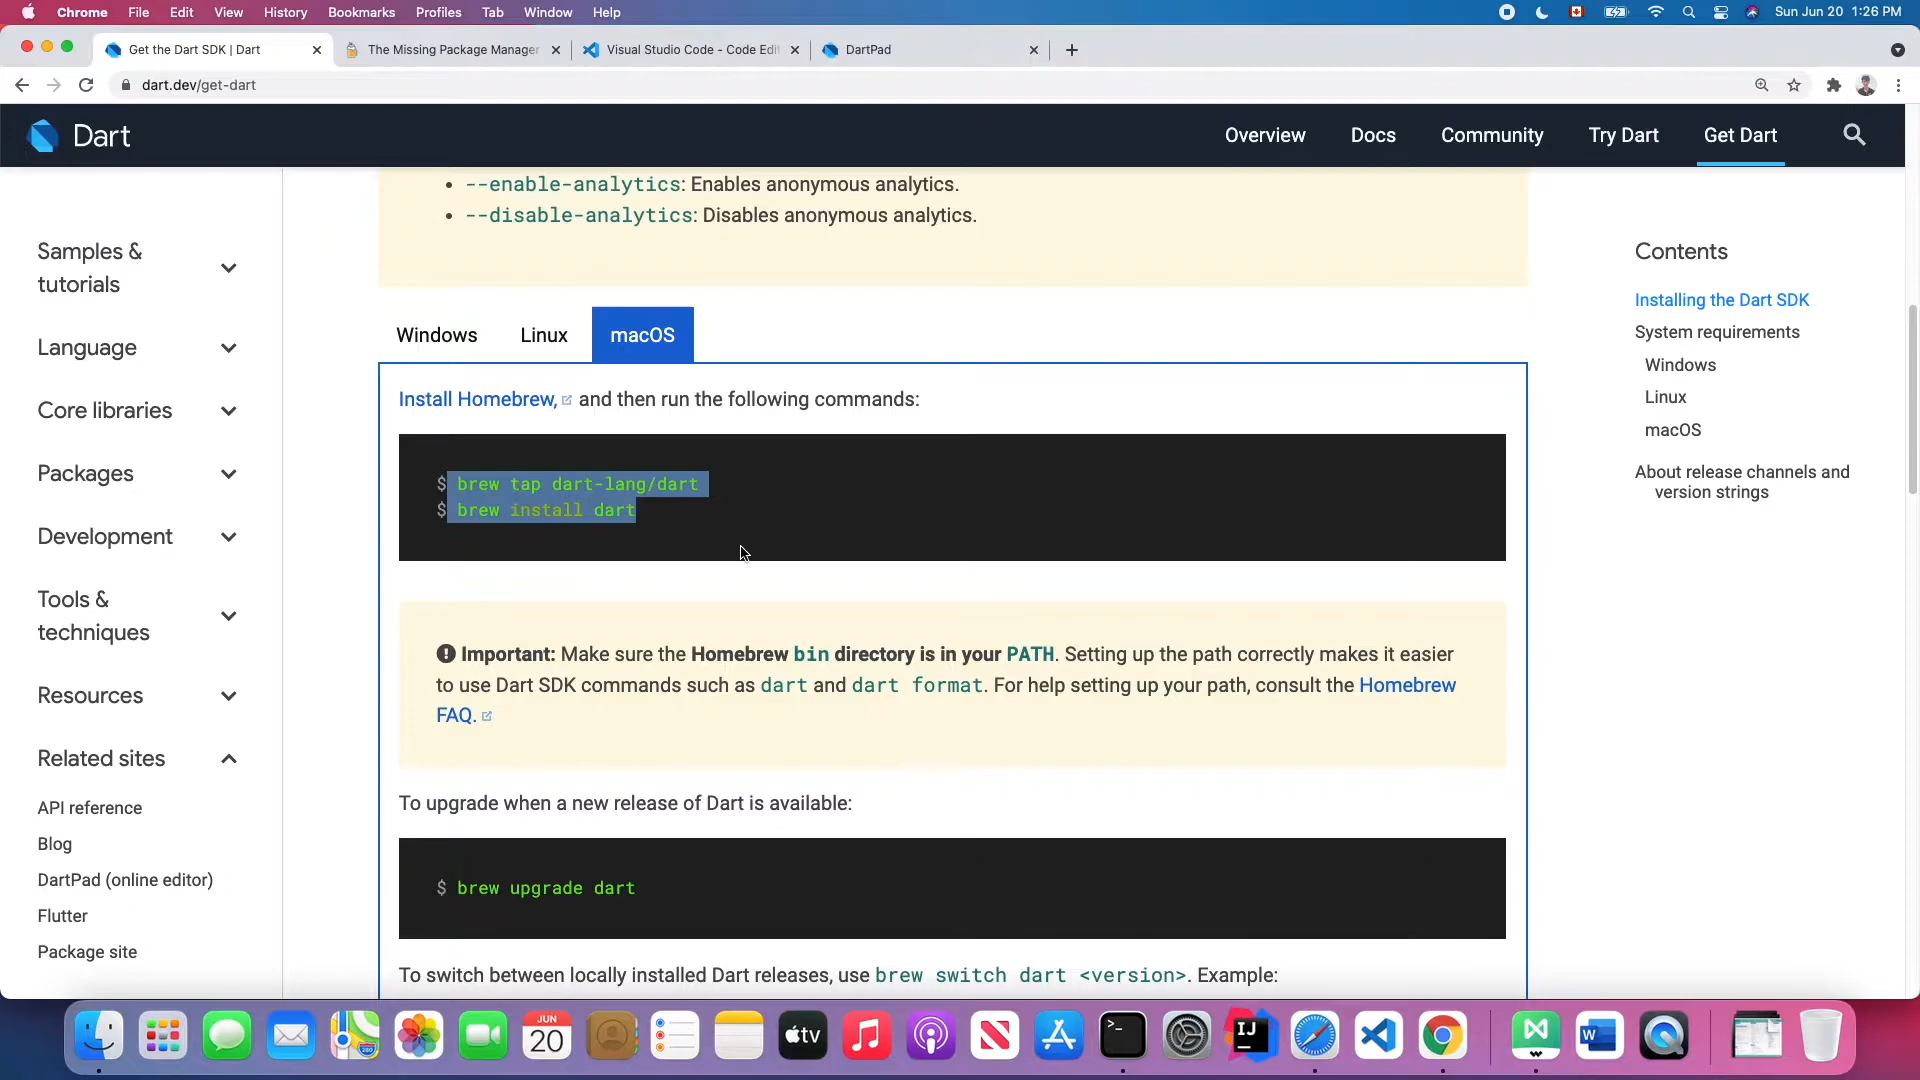 Chrome File Edit View History Bookmarks Profiles Tab Window Help Sun Jun 20 1:26 PM
Get the Dart SDK | Dart The Missing Package Manager Visual Studio Code - Code Edi DartPad
dart.dev/get-dart
Dart Overview Docs Community Try Dart Get Dart
--enable-analytics: Enables anonymous analytics.
--disable-analytics: Disables anonymous analytics.
Samples &
tutorials
Language
Core libraries
Packages
Development
Tools &
techniques
Resources
Related sites
API reference
Blog
DartPad (online editor)
Flutter
Package site
Windows Linux macOS
Install Homebrew, and then run the following commands:
$ brew tap dart-lang/dart
$ brew install dart
Important: Make sure the Homebrew bin directory is in your PATH. Setting up the path correctly makes it easier
to use Dart SDK commands such as dart and dart format. For help setting up your path, consult the Homebrew
FAQ.
To upgrade when a new release of Dart is available:
$ brew upgrade dart
To switch between locally installed Dart releases, use brew switch dart <version>. Example:
Contents
Installing the Dart SDK
System requirements
Windows
Linux
macOS
About release channels and
version strings
JUN
20
tv
>_
IJ
W